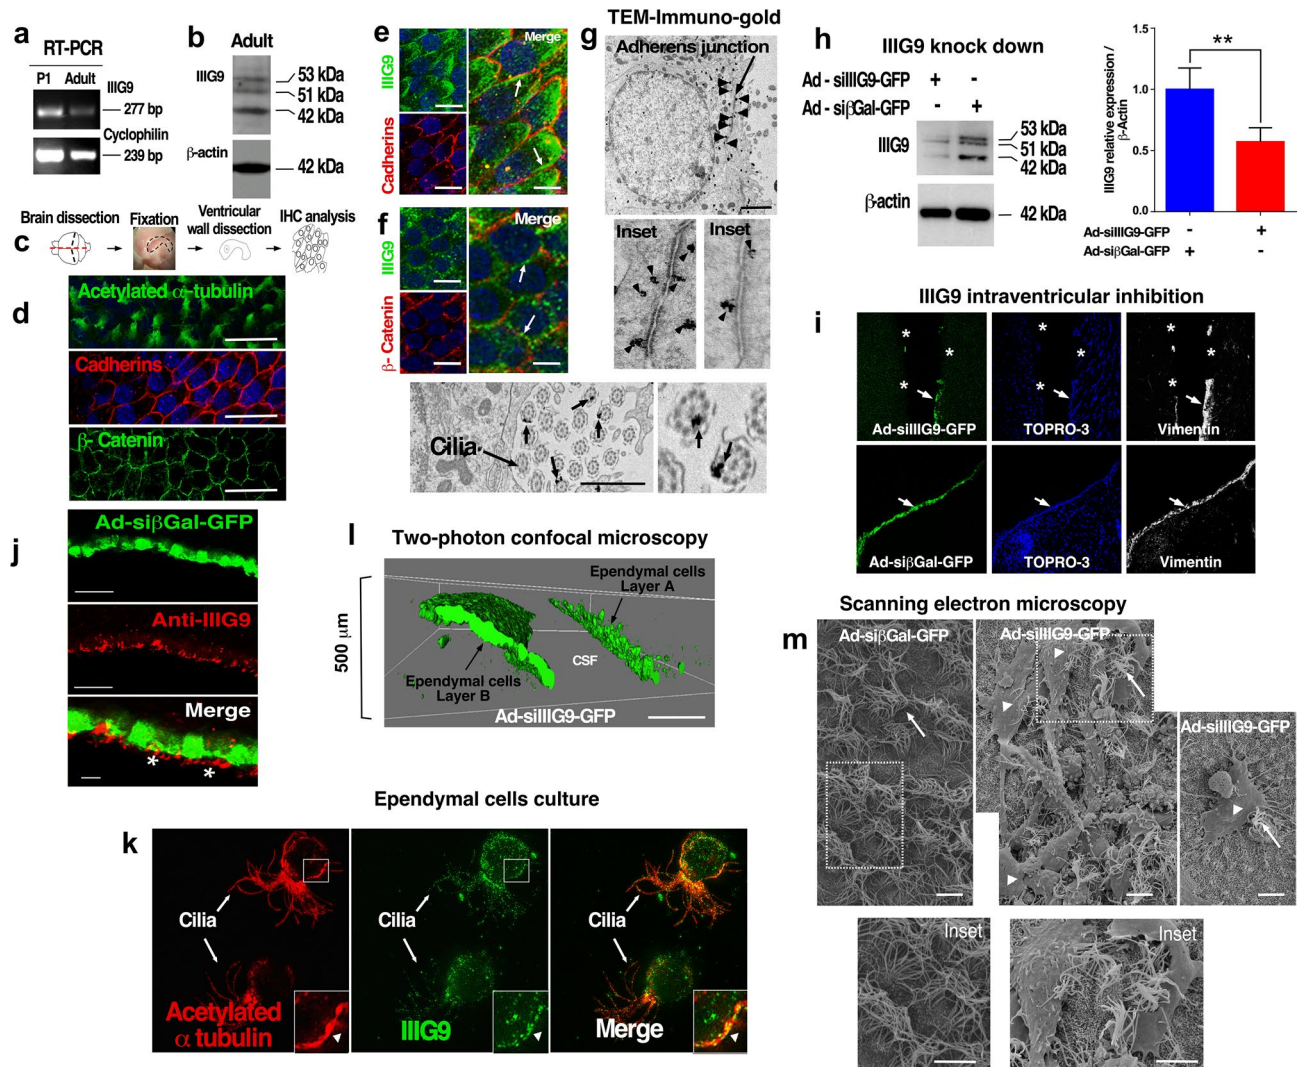 a
RT-PCR
P1 Adult
IIIG9
277 bp
Cyclophilin
239 bp
b
Adult
IIIG9
53 kDa
51 kDa
42 kDa
β-actin
42 kDa
c
Brain dissection
Fixation
Ventricular
wall dissection
IHC analysis
d
Acetylated α-tubulin
Cadherins
β- Catenin
e
IIIG9
Cadherins
Merge
f
IIIG9
β- Catenin
Merge
TEM-Immuno-gold
g
Adherens junction
Inset
Inset
Cilia
h
IIIG9 knock down
Ad - siIIIG9-GFP + -
Ad - siβGal-GFP - +
IIIG9
53 kDa
51 kDa
42 kDa
β-actin
42 kDa
IIIG9 relative expression /
β-Actin
1.5
1.0
0.5
0.0
**
Ad-siIIIG9-GFP - +
Ad-siβGal-GFP + -
IIIG9 intraventricular inhibition
i
*
*
*
Ad-siIIIG9-GFP
*
*
*
TOPRO-3
*
*
*
Vimentin
Ad-siβGal-GFP
TOPRO-3
Vimentin
j
Ad-siβGal-GFP
Anti-IIIG9
Merge
* *
l
Two-photon confocal microscopy
500 μm
Ependymal cells
Layer A
CSF
Ependymal cells
Layer B
Ad-siIIIG9-GFP
Ependymal cells culture
k
Cilia
Acetylated
α tubulin
Cilia
IIIG9
Cilia
Merge
Scanning electron microscopy
m
Ad-siβGal-GFP
Ad-siIIIG9-GFP
Ad-siIIIG9-GFP
Inset
Inset